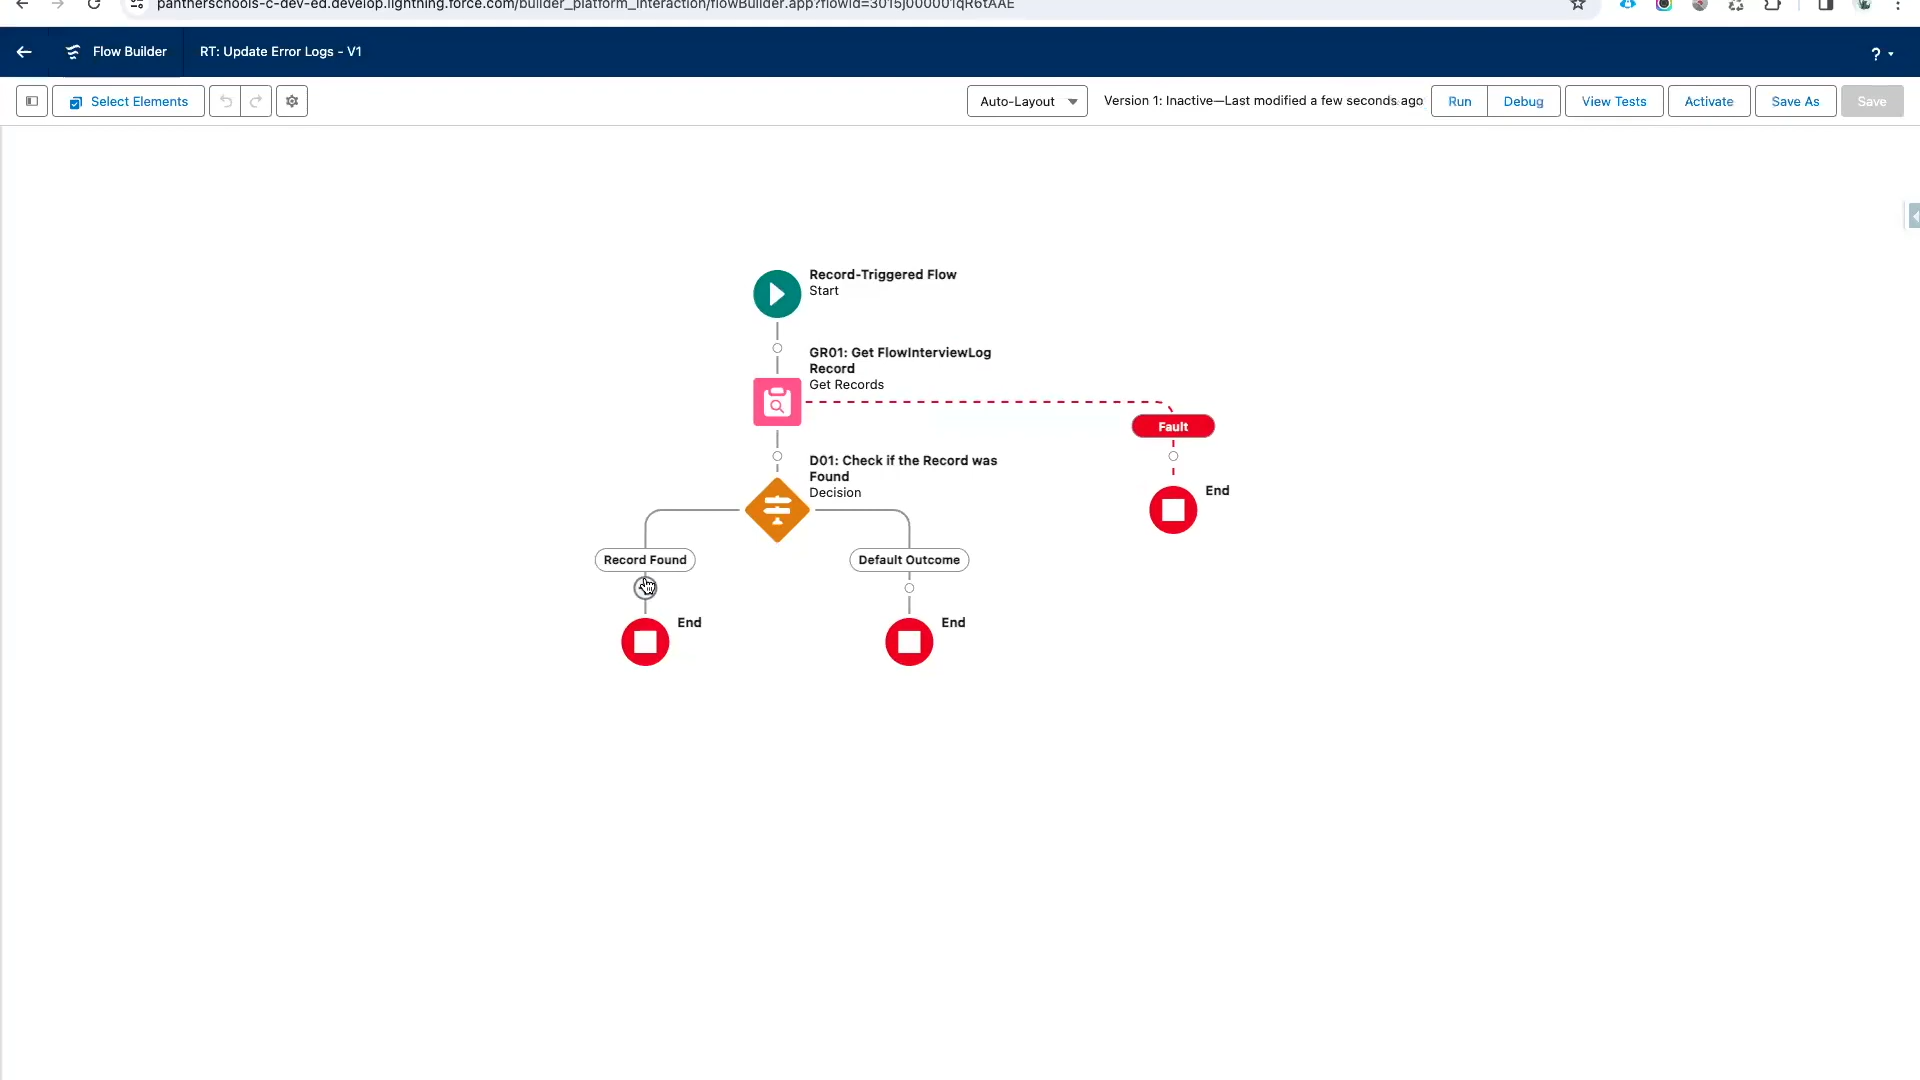 pantherschools-c-dev-ed.develop.lightning.force.com/builder_platform_interaction/flowBuilder.app?flowId=3015j000001qR6tAAE
Flow Builder
RT: Update Error Logs - V1
?
Select Elements
Auto-Layout
Version 1: Inactive—Last modified a few seconds ago
Run
Debug
View Tests
Activate
Save As
Save
Record-Triggered Flow
Start
GR01: Get FlowInterviewLog
Record
Get Records
Fault
D01: Check if the Record was
Found
Decision
End
Record Found
Default Outcome
End
End